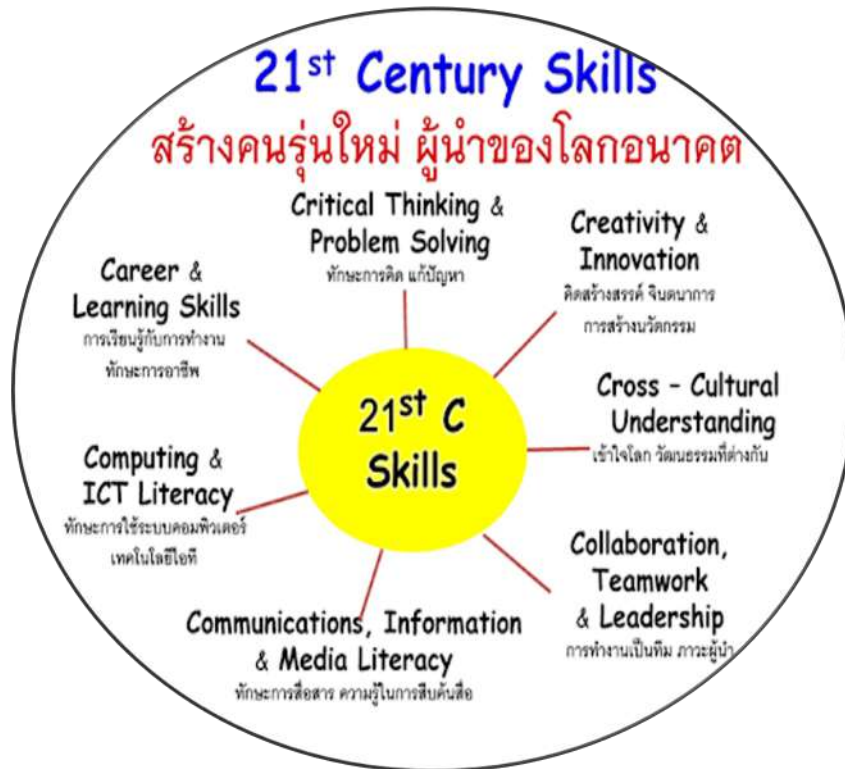 21st Century Skills
สร้างคนรุ่นใหม่ ผู้นำของโลกอนาคต
Critical Thinking &
Problem Solving
ทักษะการคิด แก้ปัญหา
Creativity &
Innovation
คิดสร้างสรรค์ จินตนาการ
การสร้างนวัตกรรม
Cross - Cultural
Understanding
เข้าใจโลก วัฒนธรรมที่ต่างกัน
Collaboration,
Teamwork
& Leadership
การทำงานเป็นทีม ภาวะผู้นำ
Communications, Information
& Media Literacy
ทักษะการสื่อสาร ความรู้ในการสืบค้นสื่อ
Computing &
ICT Literacy
ทักษะการใช้ระบบคอมพิวเตอร์
เทคโนโลยีไอที
Career &
Learning Skills
การเรียนรู้กับการทำงาน
ทักษะการอาชีพ
21st C
Skills